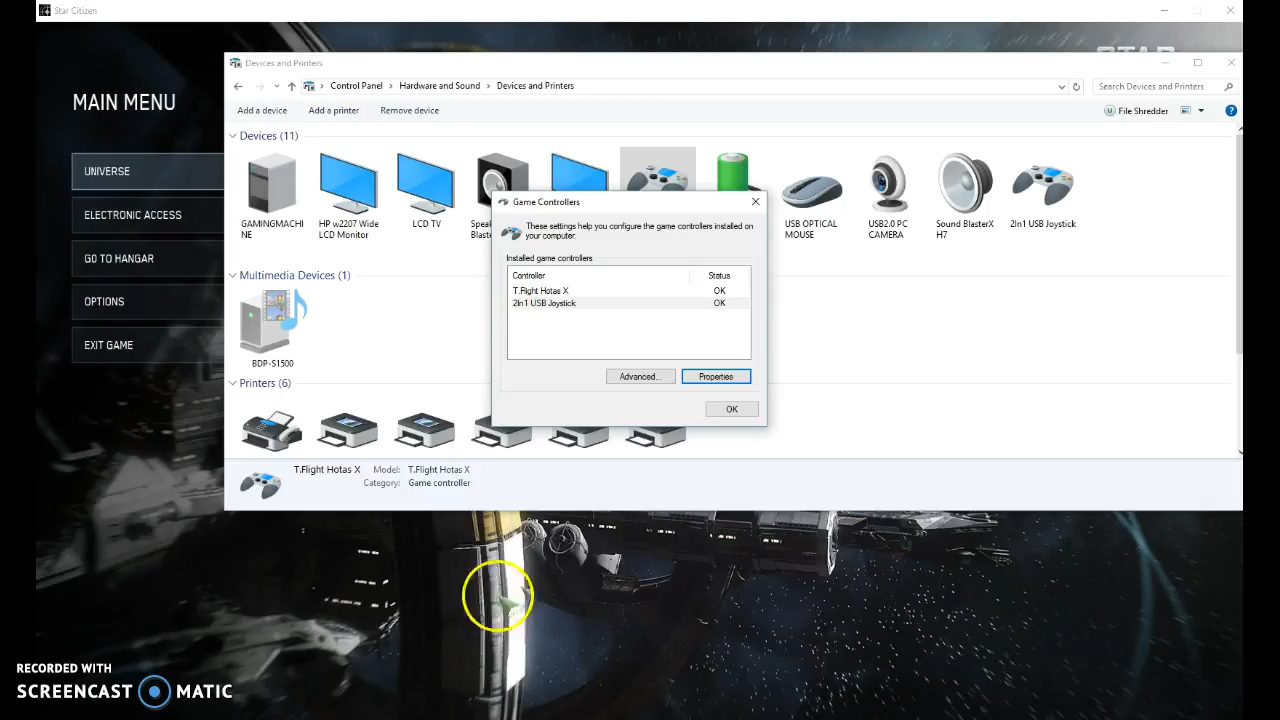 Star Citizen
STAR
MAIN MENU
UNIVERSE
ELECTRONIC ACCESS
GO TO HANGAR
OPTIONS
EXIT GAME
Devices and Printers
Control Panel
Hardware and Sound
Devices and Printers
Search Devices and Printers
Add a device
Add a printer
Remove device
File Shredder
Devices (11)
GAMINGMACHI
NE
HP w2207 Wide
LCD Monitor
LCD TV
Blaste
USB OPTICAL
MOUSE
USB2.0 PC
CAMERA
Sound BlasterX
H7
2In1 USB Joystick
Game Controllers
These settings help you configure the game controllers installed on
your computer.
Installed game controllers
Controller
Status
T.Flight Hotas X
OK
2In1 USB Joystick
OK
Advanced...
Properties
OK
Multimedia Devices (1)
BDP-S1500
Printers (6)
T.Flight Hotas X
Model:
T.Flight Hotas X
Category:
Game controller
RECORDED WITH
SCREENCAST MATIC